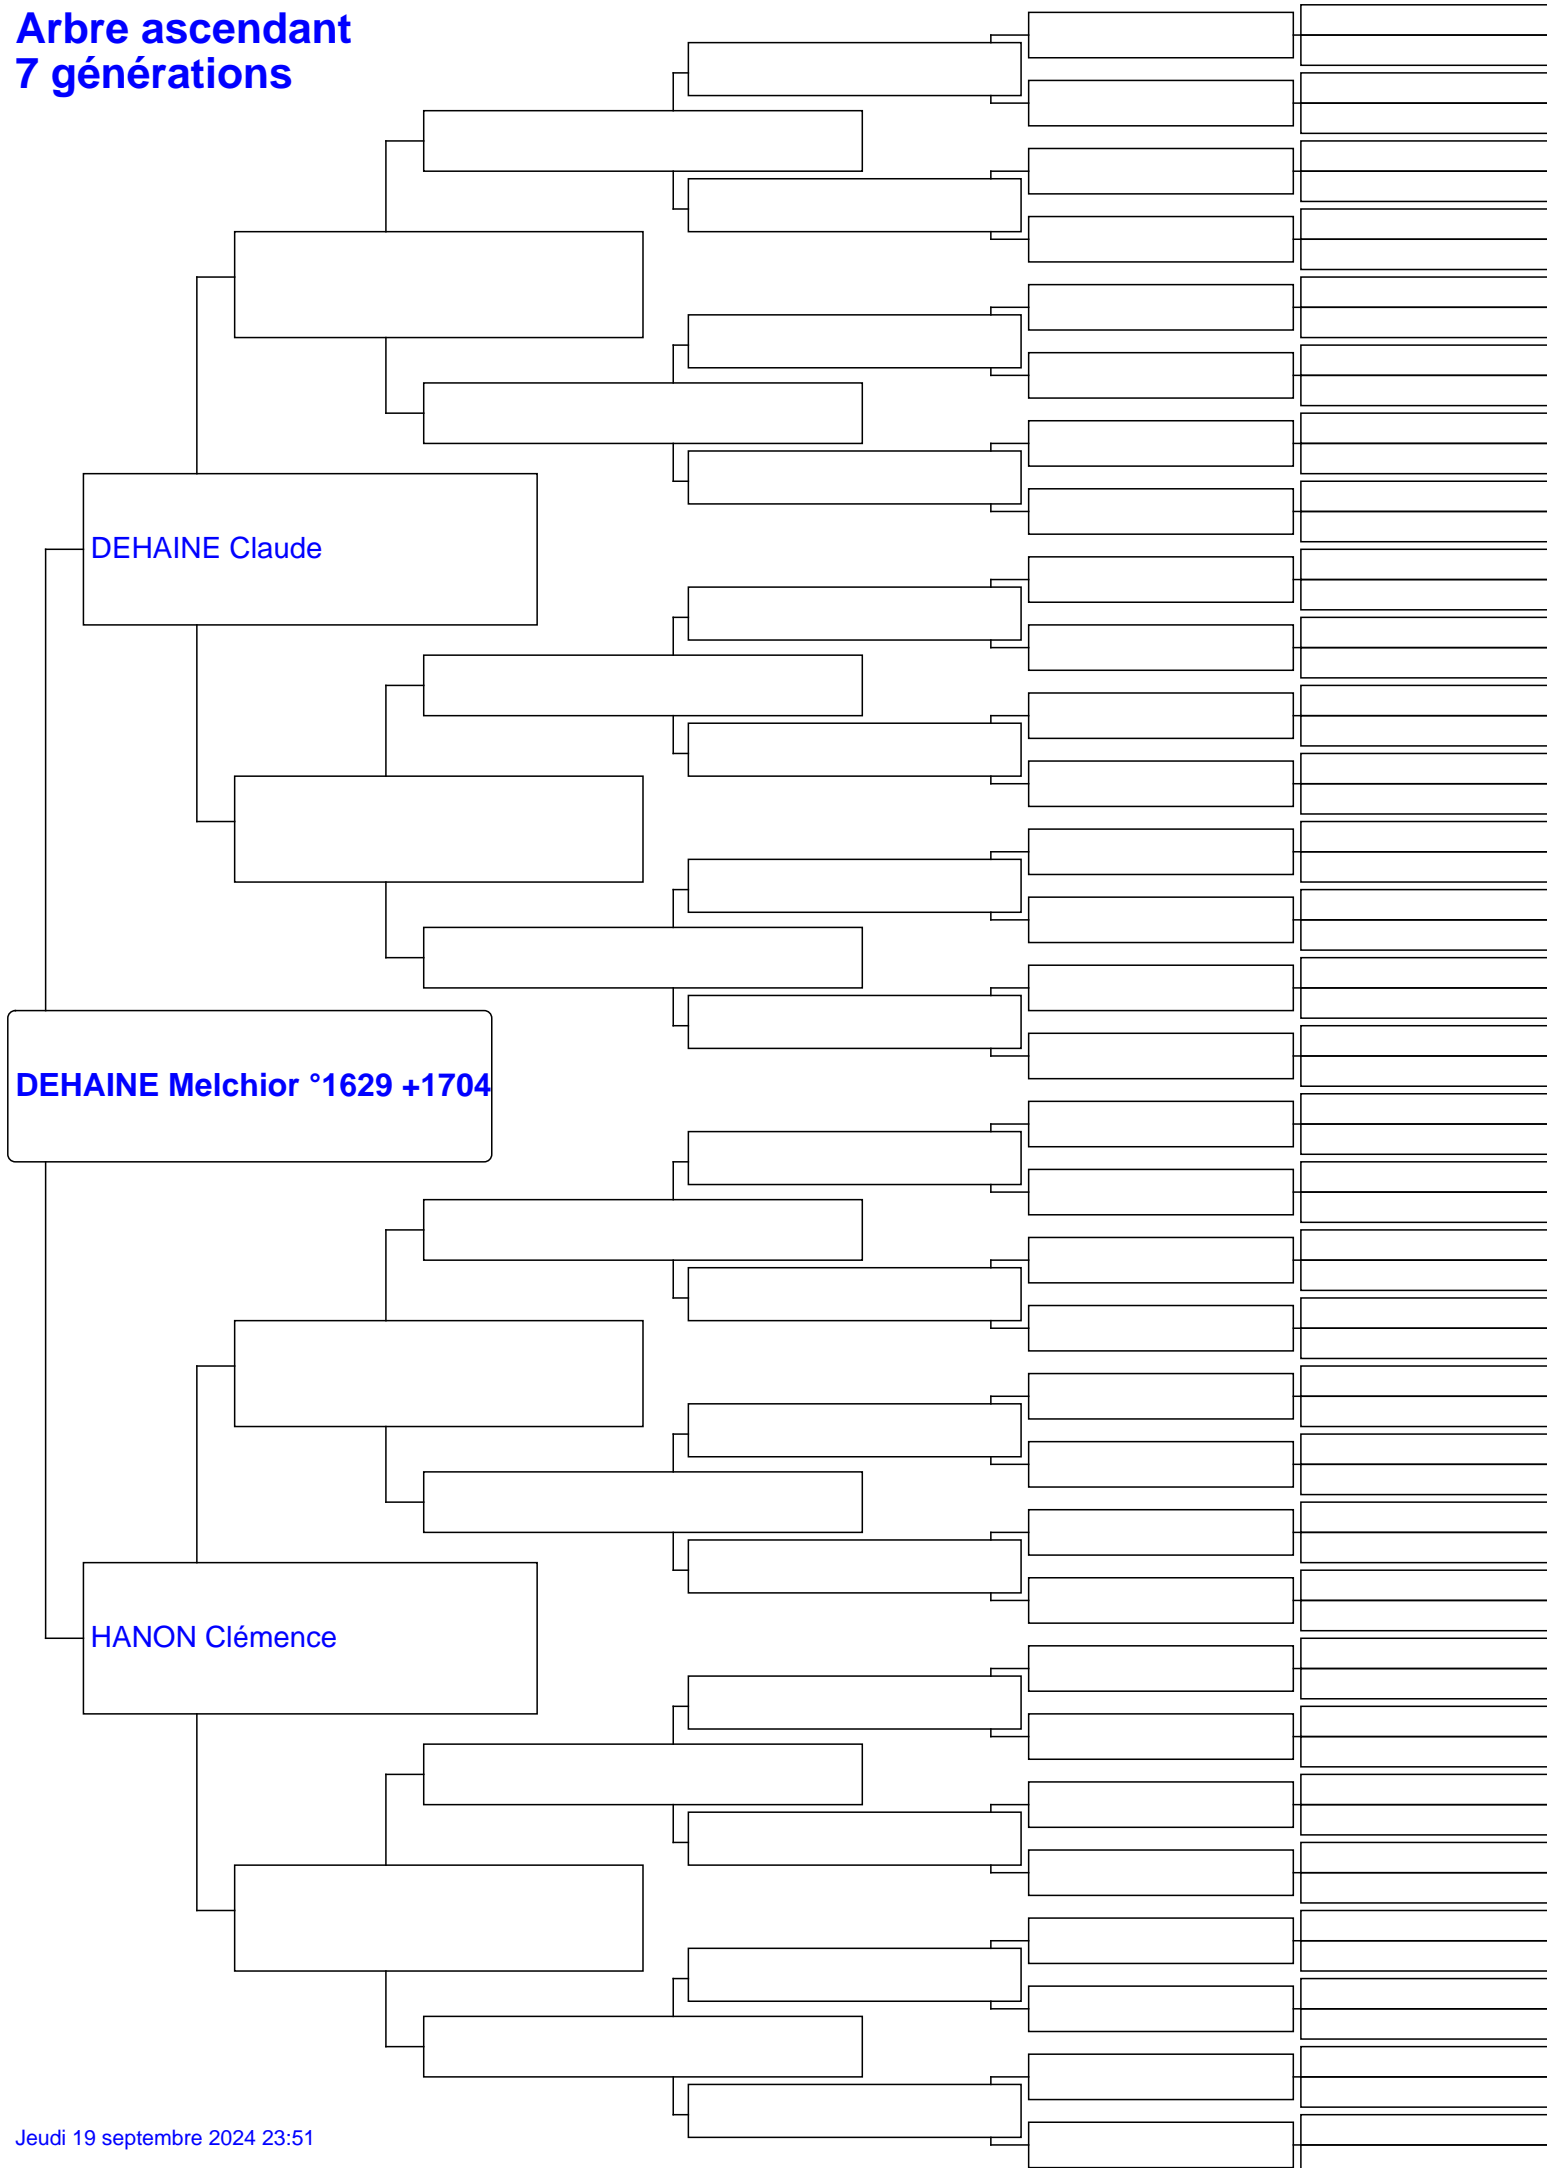 Arbre ascendant
7 générations
DEHAINE Claude
DEHAINE Melchior °1629 +1704
HANON Clémence
Jeudi 19 septembre 2024 23:51